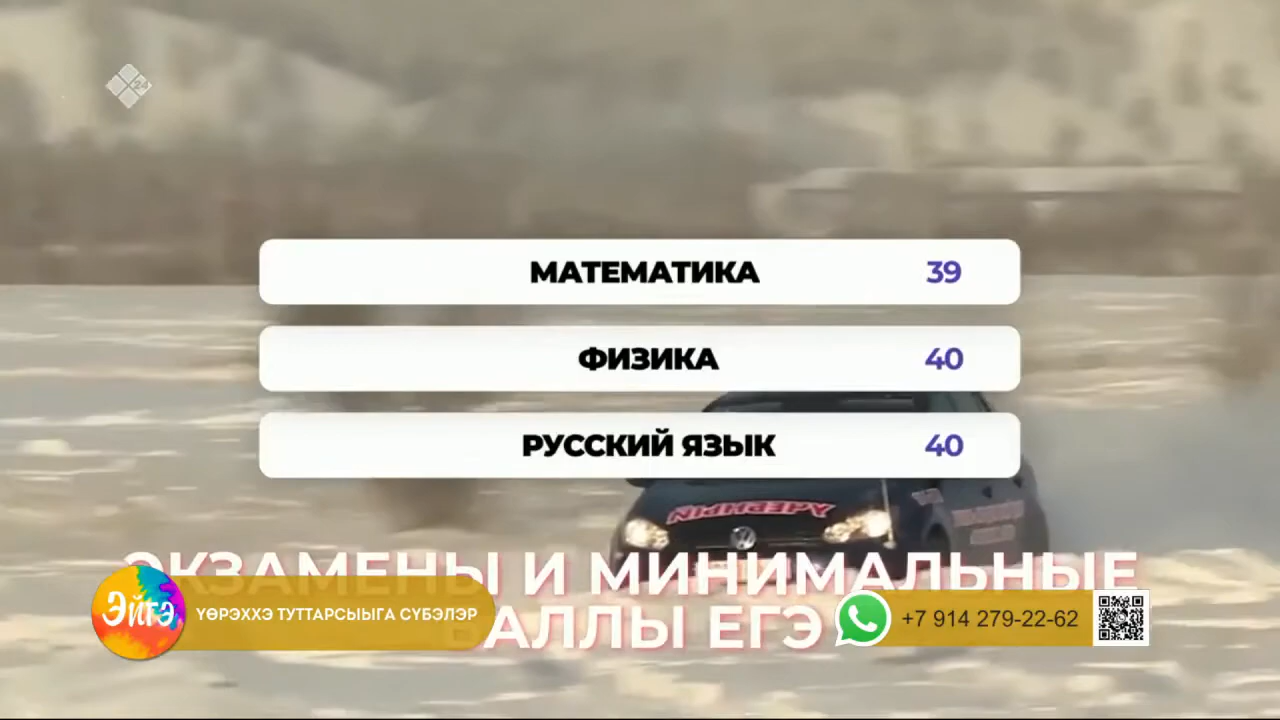 24
МАТЕМАТИКА 39
ФИЗИКА 40
РУССКИЙ ЯЗЫК 40
ЭКЗАМЕНЫ И МИНИМАЛЬНЫЕ
БАЛЛЫ ЕГЭ
Эйгэ
ҮӨРЭХХЭ ТУТТАРСЫЫГА СҮБЭЛЭР
+7 914 279-22-62